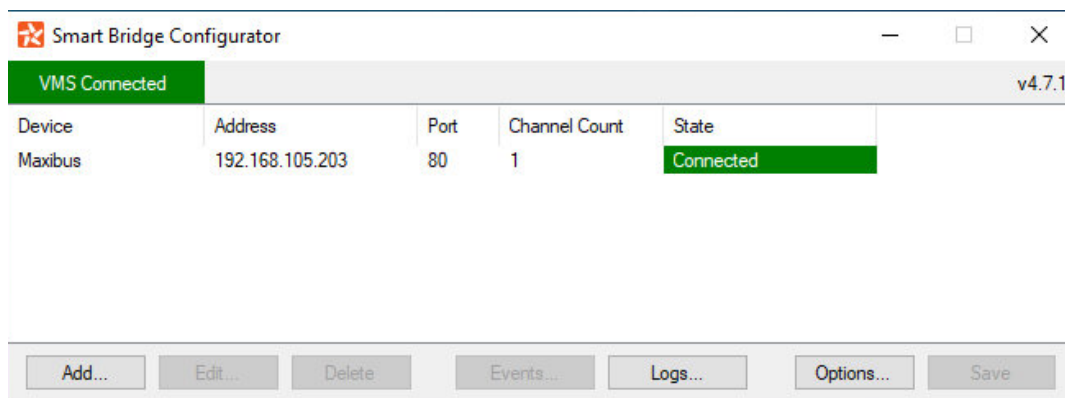 Smart Bridge Configurator
VMS Connected v4.7.1
Device Address Port Channel Count State
Maxibus 192.168.105.203 80 1 Connected
Add... Edit... Delete Events... Logs... Options... Save